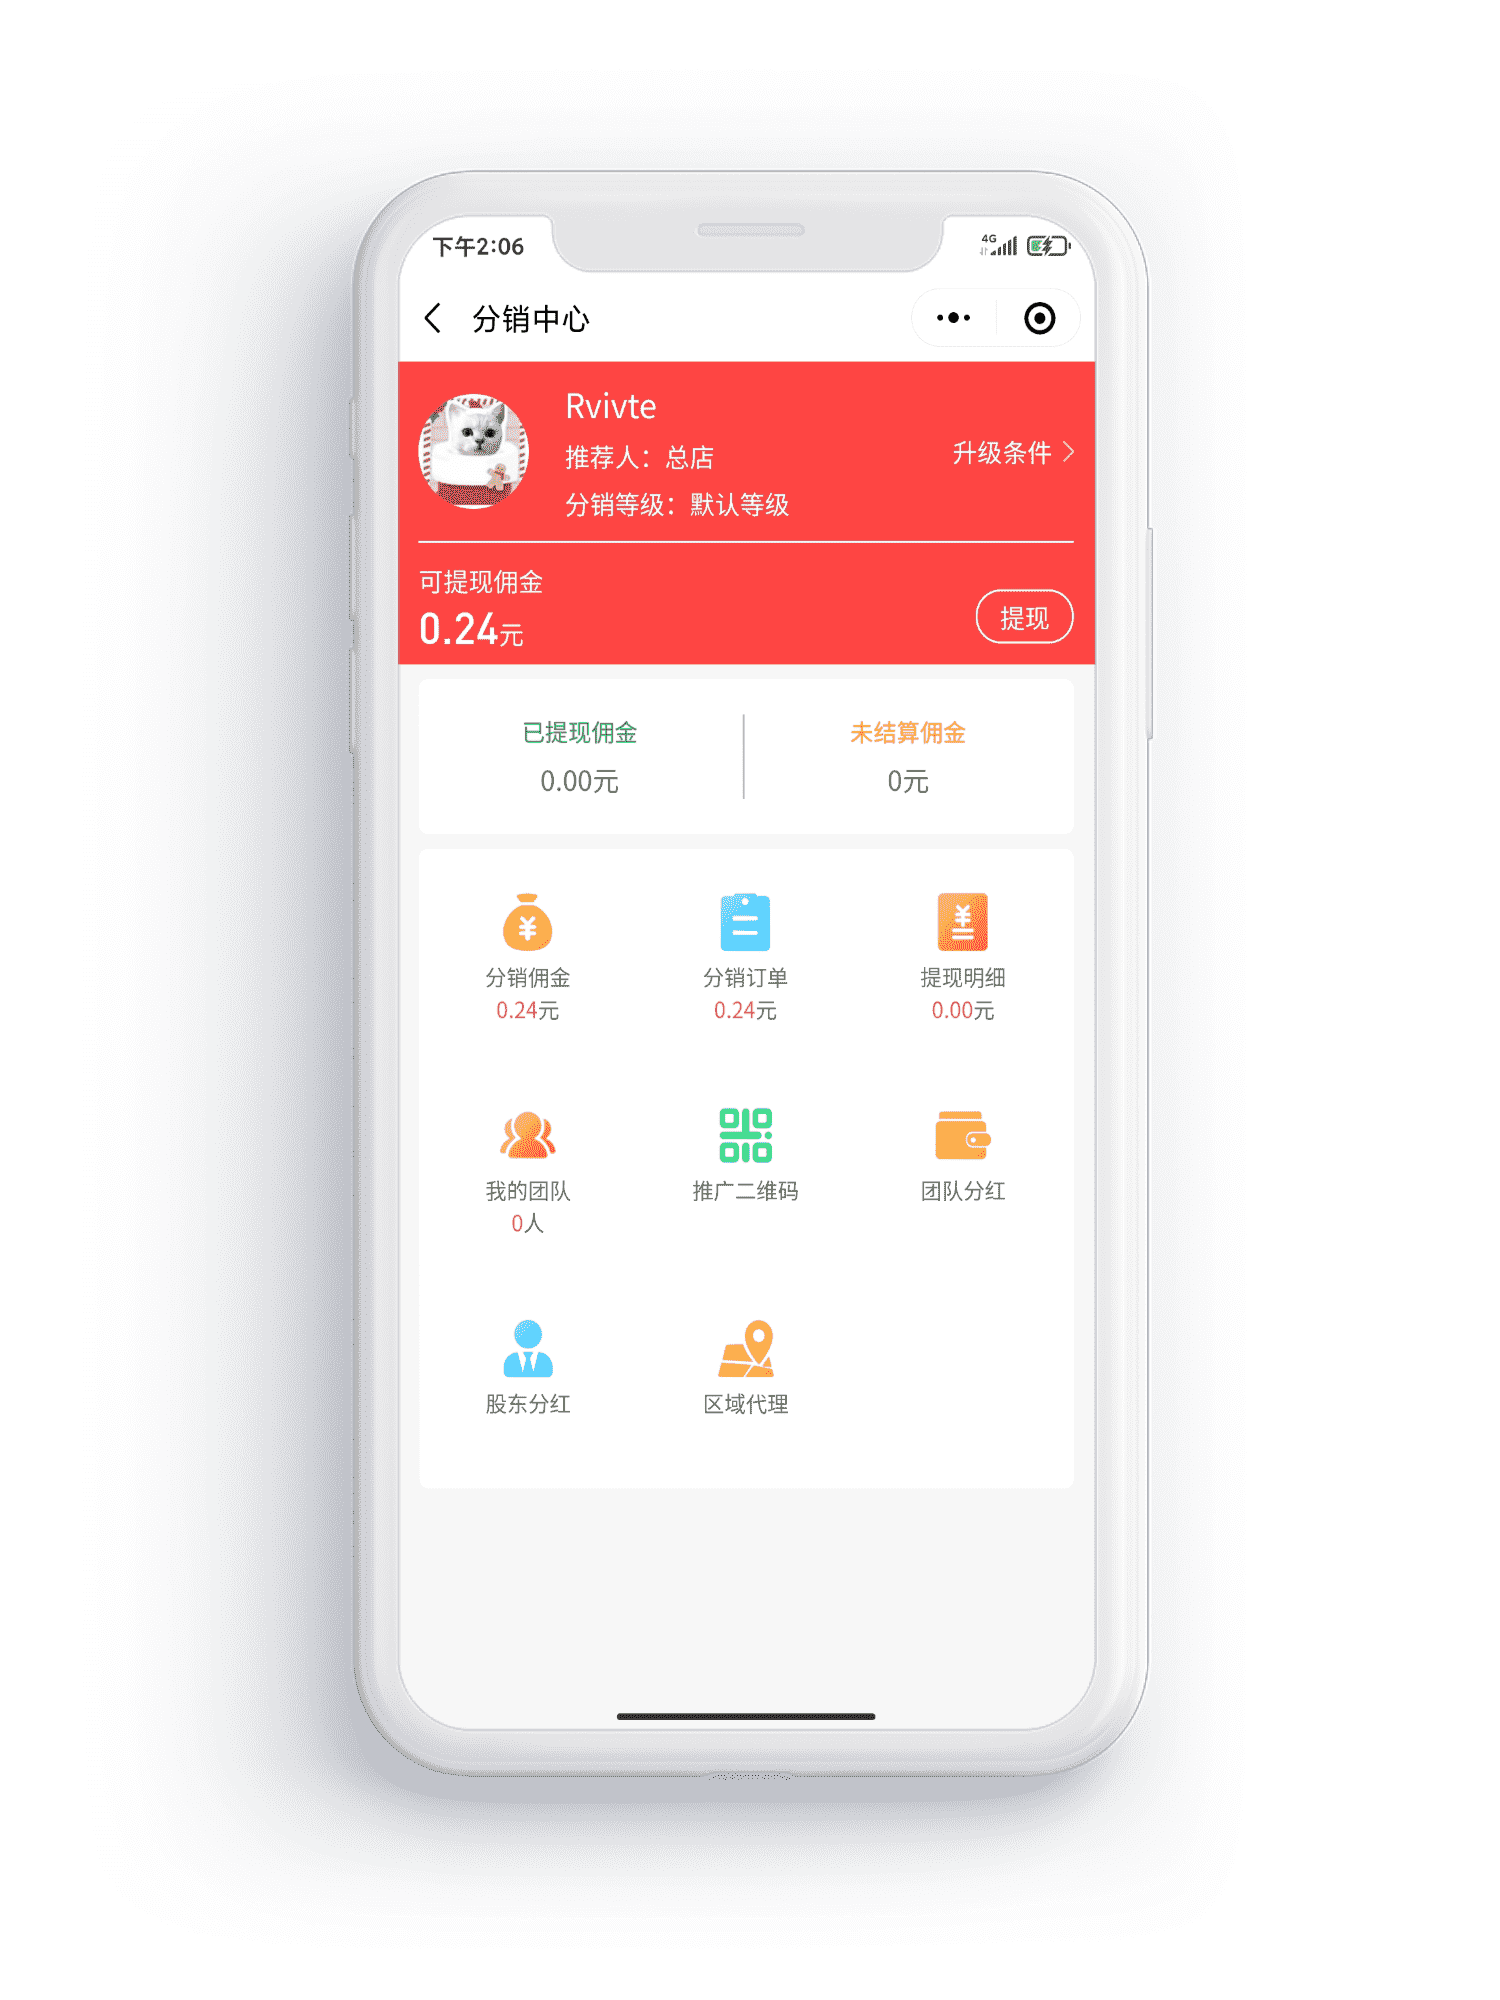 下午2:06
4G
分销中心
Rvivte
推荐人：总店
升级条件
分销等级：默认等级
可提现佣金
0.24元
提现
已提现佣金
未结算佣金
0.00元
0元
¥
¥
分销佣金
分销订单
提现明细
0.24元
0.24元
0.00元
我的团队
推广二维码
团队分红
0人
股东分红
区域代理